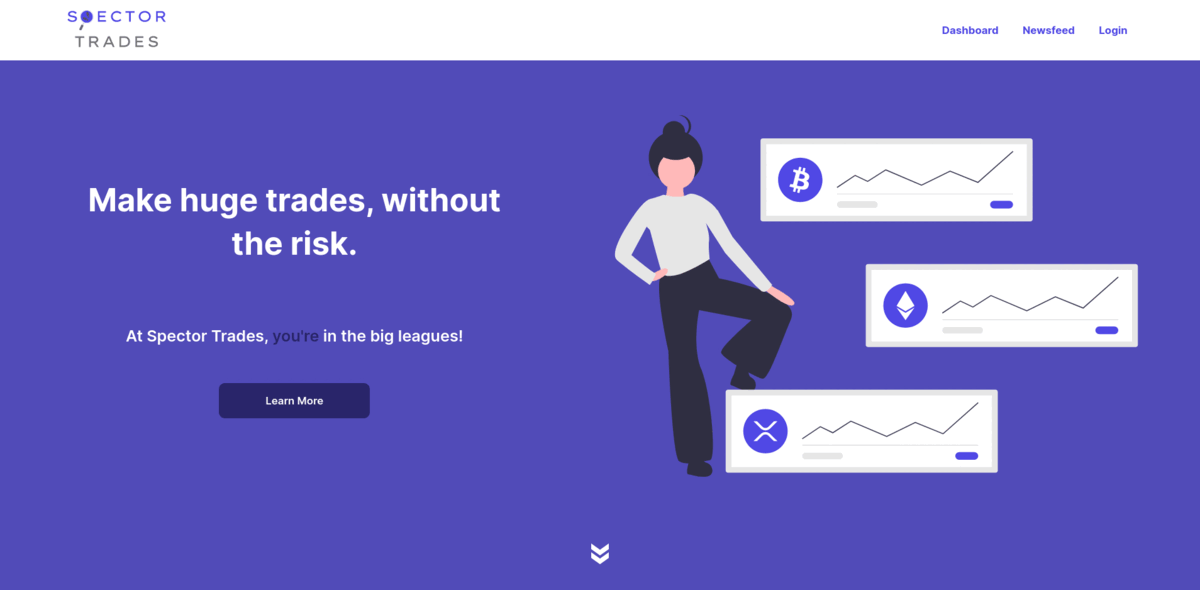 SPECTOR
TRADES
Dashboard Newsfeed Login
Make huge trades, without
the risk.
At Spector Trades, you're in the big leagues!
Learn More